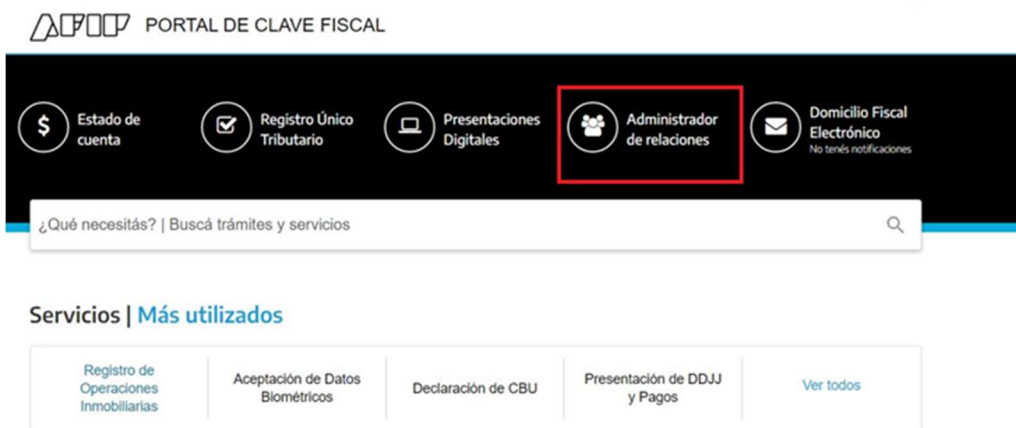 AFIP PORTAL DE CLAVE FISCAL
$ Estado de
cuenta
Registro Único
Tributario
Presentaciones
Digitales
Administrador
de relaciones
Domicilio Fiscal
Electrónico
No tenés notificaciones
¿Qué necesitás? | Buscá trámites y servicios
Servicios | Más utilizados
Registro de
Operaciones
Inmobiliarias
Aceptación de Datos
Biométricos
Declaración de CBU
Presentación de DDJJ
y Pagos
Ver todos